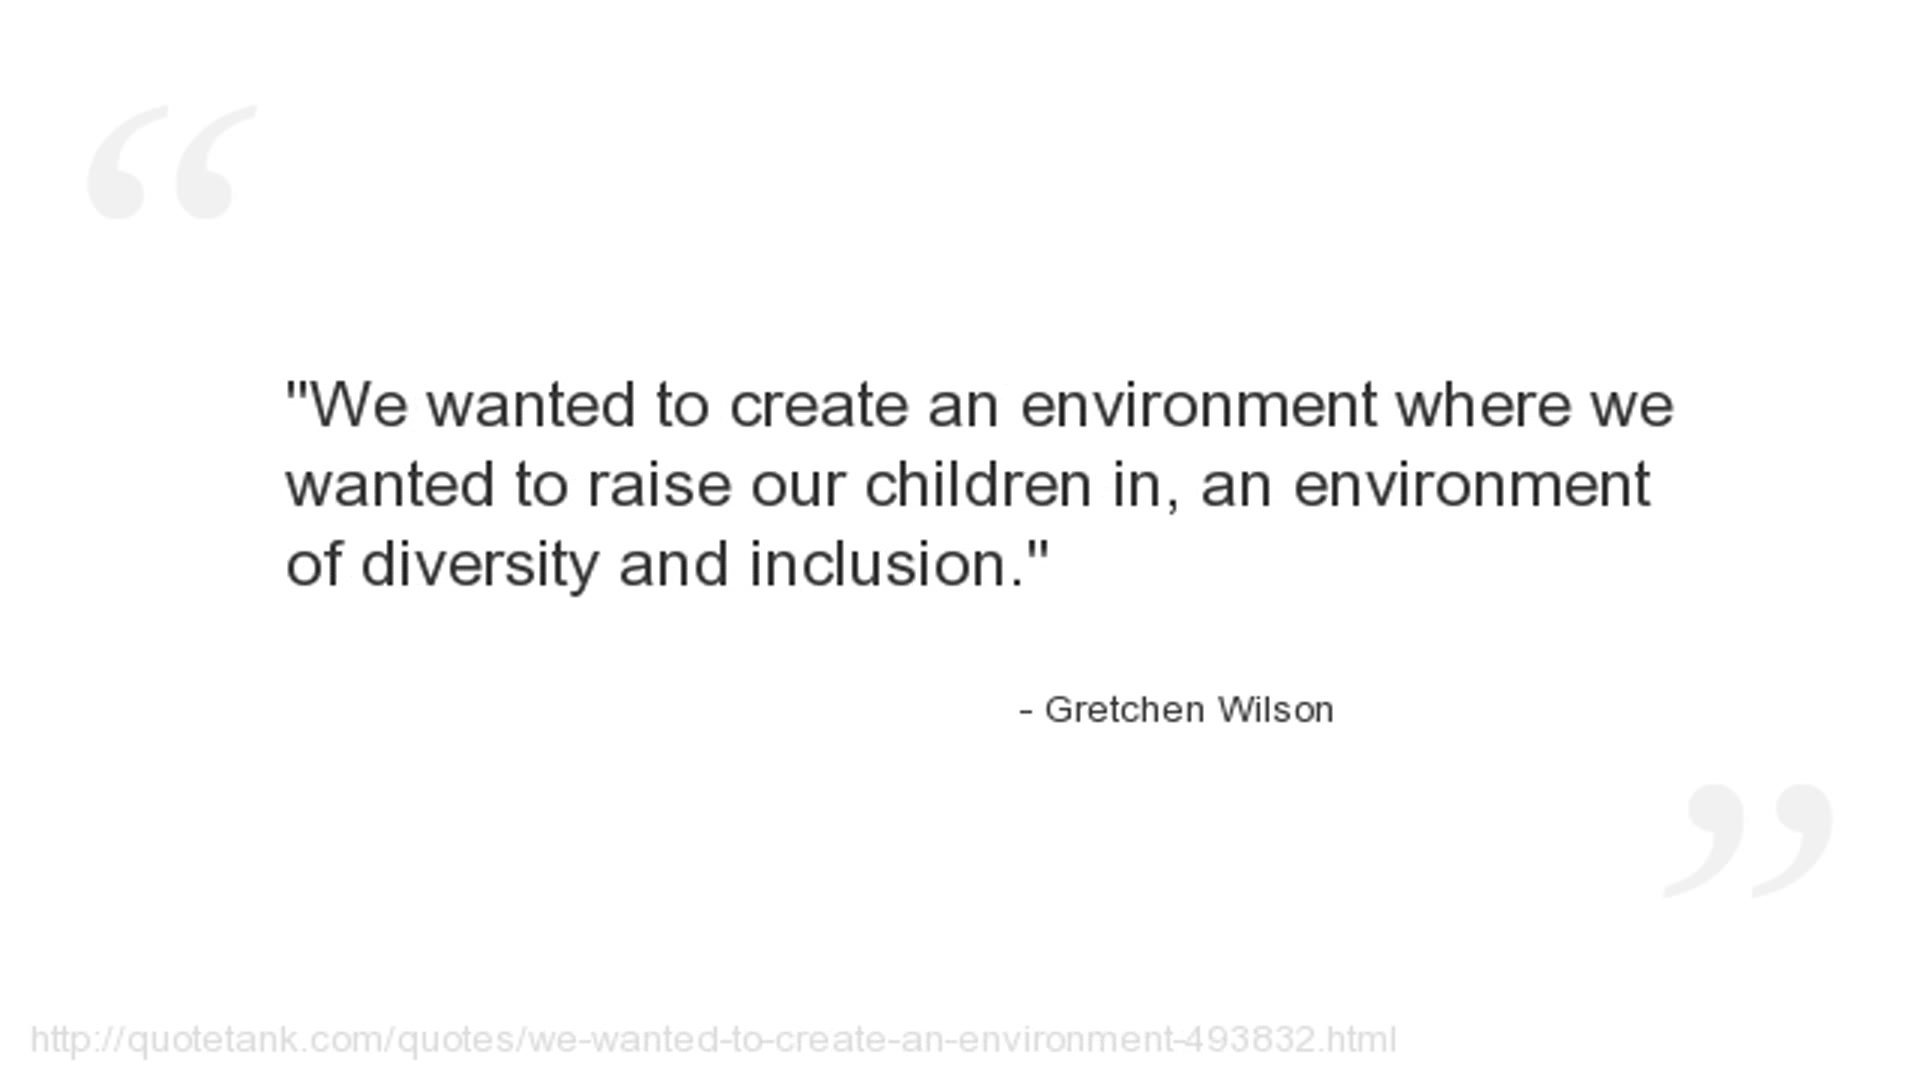 "We wanted to create an environment where we
wanted to raise our children in, an environment
of diversity and inclusion."
- Gretchen Wilson
http://quotetank.com/quotes/we-wanted-to-create-an-environment-493832.html